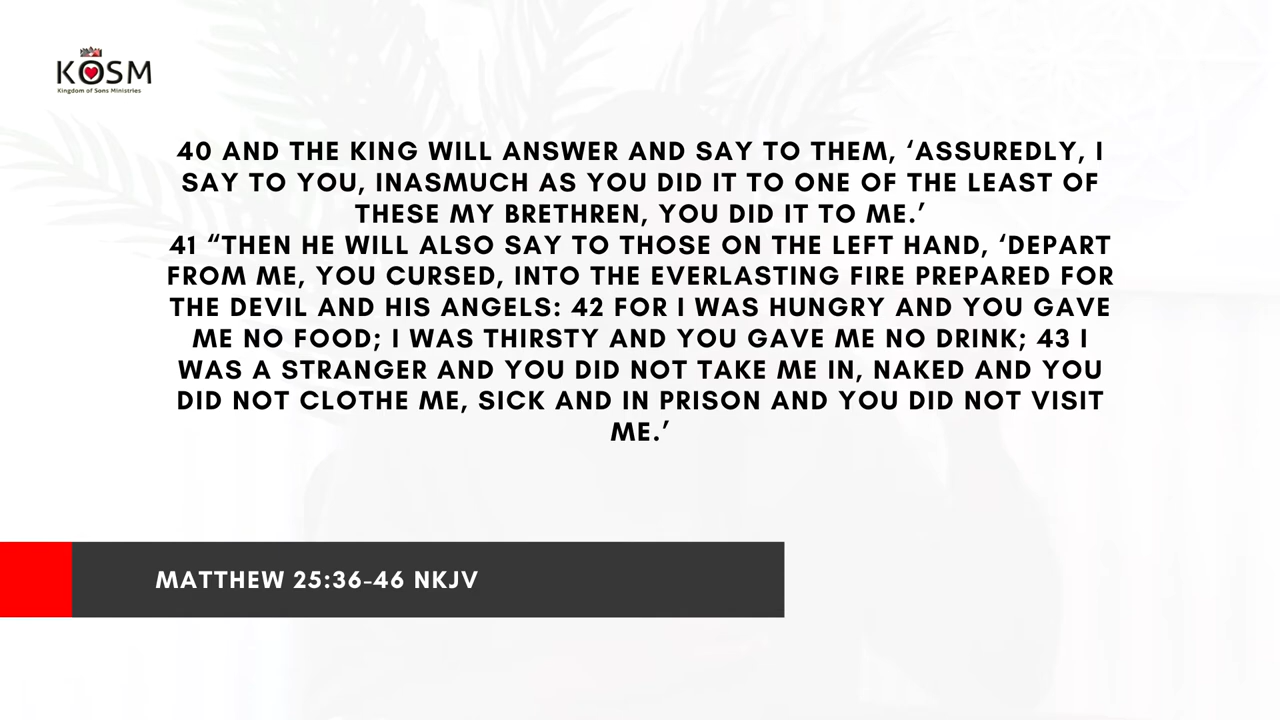 KOSM
Kingdom of Sons Ministries
40 AND THE KING WILL ANSWER AND SAY TO THEM, ‘ASSUREDLY, I
SAY TO YOU, INASMUCH AS YOU DID IT TO ONE OF THE LEAST OF
THESE MY BRETHREN, YOU DID IT TO ME.’
41 “THEN HE WILL ALSO SAY TO THOSE ON THE LEFT HAND, ‘DEPART
FROM ME, YOU CURSED, INTO THE EVERLASTING FIRE PREPARED FOR
THE DEVIL AND HIS ANGELS: 42 FOR I WAS HUNGRY AND YOU GAVE
ME NO FOOD; I WAS THIRSTY AND YOU GAVE ME NO DRINK; 43 I
WAS A STRANGER AND YOU DID NOT TAKE ME IN, NAKED AND YOU
DID NOT CLOTHE ME, SICK AND IN PRISON AND YOU DID NOT VISIT
ME.’
MATTHEW 25:36-46 NKJV